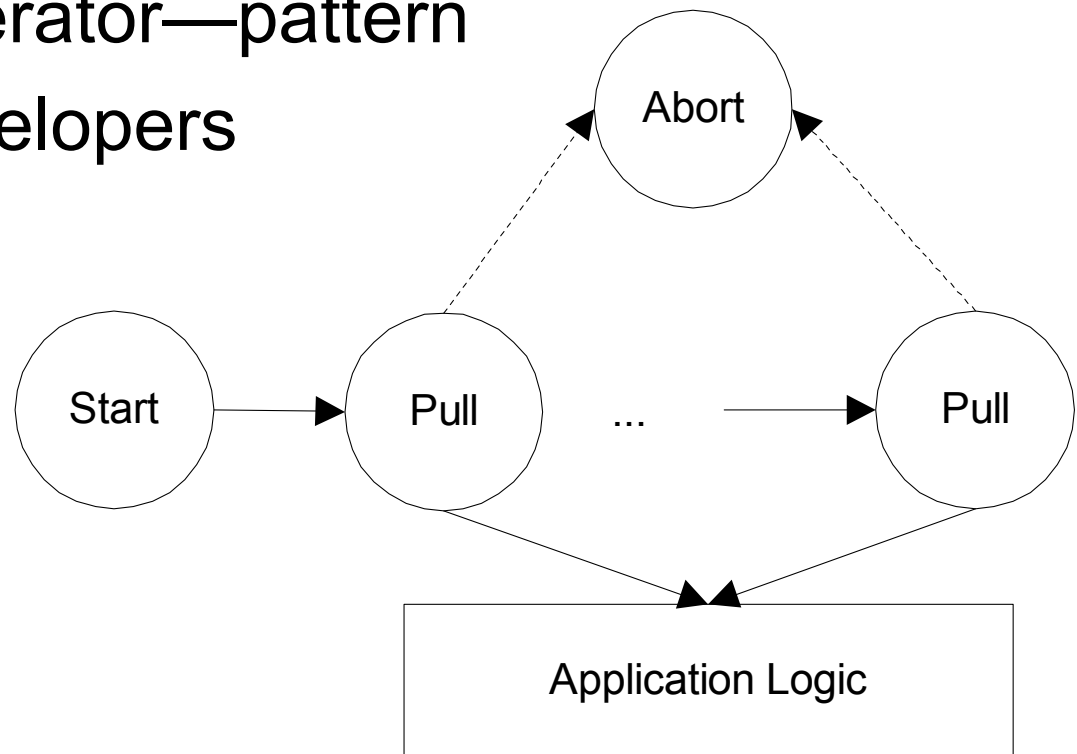 erator—pattern
elopers
Abort
Start
Pull
...
Pull
Application Logic